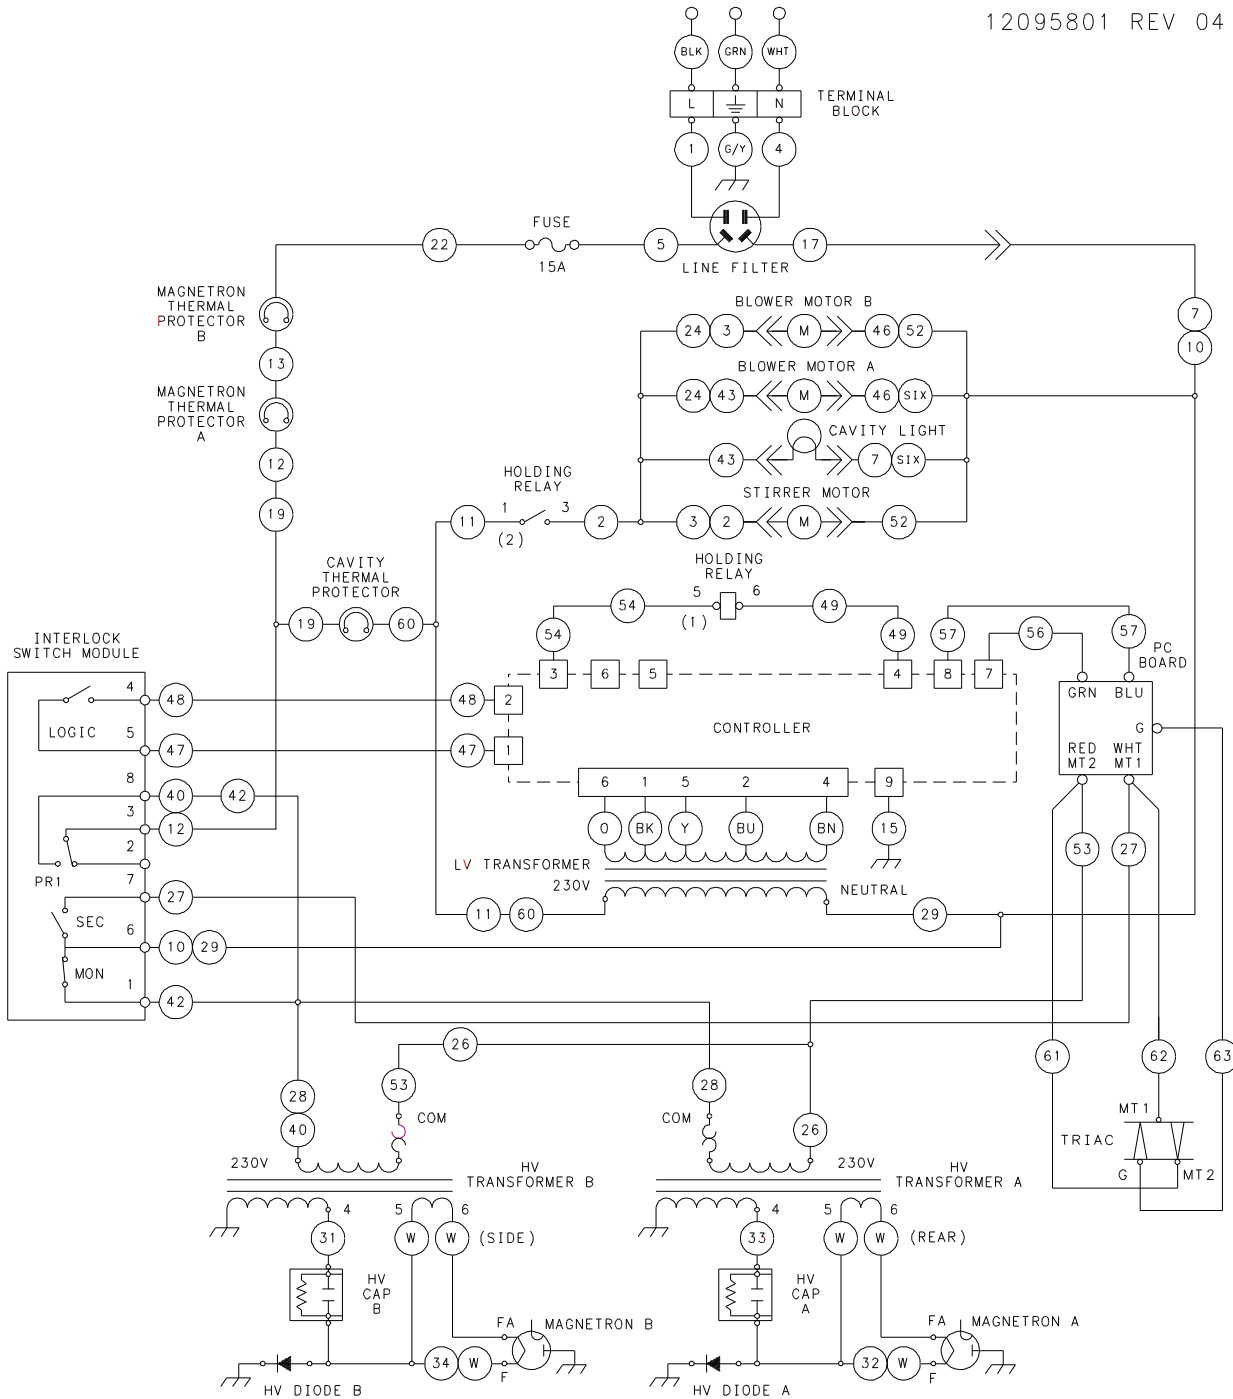 12095801 REV 04
BLK GRN WHT
L N
TERMINAL
BLOCK
1 G/Y 4
FUSE
22 5 17
15A
LINE FILTER
MAGNETRON
THERMAL
PROTECTOR
B
BLOWER MOTOR B
7
24 3 M 46 52
10
13
BLOWER MOTOR A
MAGNETRON
THERMAL
PROTECTOR
A
24 43 M 46 SIX
CAVITY LIGHT
12
43 7 SIX
HOLDING
RELAY
STIRRER MOTOR
19
11 1 3 2 3 2 M 52
(2)
CAVITY
THERMAL
PROTECTOR
HOLDING
RELAY
5 6
54 49
(1)
19 60
54 49 57 56 57
INTERLOCK
SWITCH MODULE
PC
BOARD
3 6 5 4 8 7
4 48 48 2
GRN BLU
LOGIC
CONTROLLER
G
5 47 47 1
RED WHT
MT2 MT1
8 40 42
6 1 5 2 4 9
3 12
O BK Y BU BN 15
2
53 27
PR1
LV TRANSFORMER
230V
NEUTRAL
7 27
11 60 29
SEC
6 10 29
MON
1 42
26
61 62 63
53 28
28
40
COM COM
26
MT1
TRIAC
G MT2
230V
HV
TRANSFORMER B
230V
HV
TRANSFORMER A
4 5 6
4 5 6
31 W W (SIDE)
33 W W (REAR)
HV
CAP
B
HV
CAP
A
FA MAGNETRON B
FA MAGNETRON A
34 W
F
32 W
F
HV DIODE B
HV DIODE A